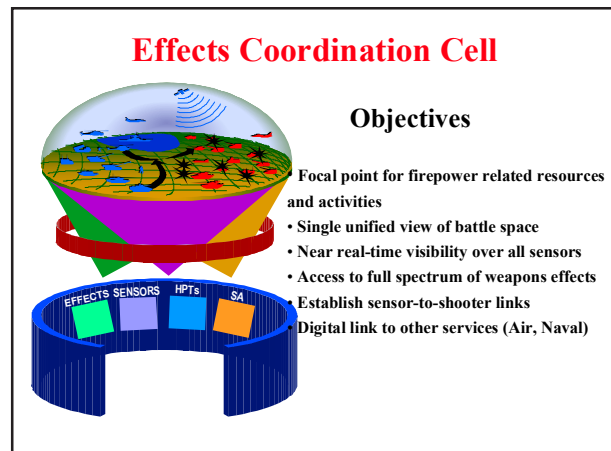 Effects Coordination Cell
Objectives
• Focal point for firepower related resources
and activities
• Single unified view of battle space
• Near real-time visibility over all sensors
• Access to full spectrum of weapons effects
• Establish sensor-to-shooter links
• Digital link to other services (Air, Naval)
EFFECTS SENSORS HPTs SA